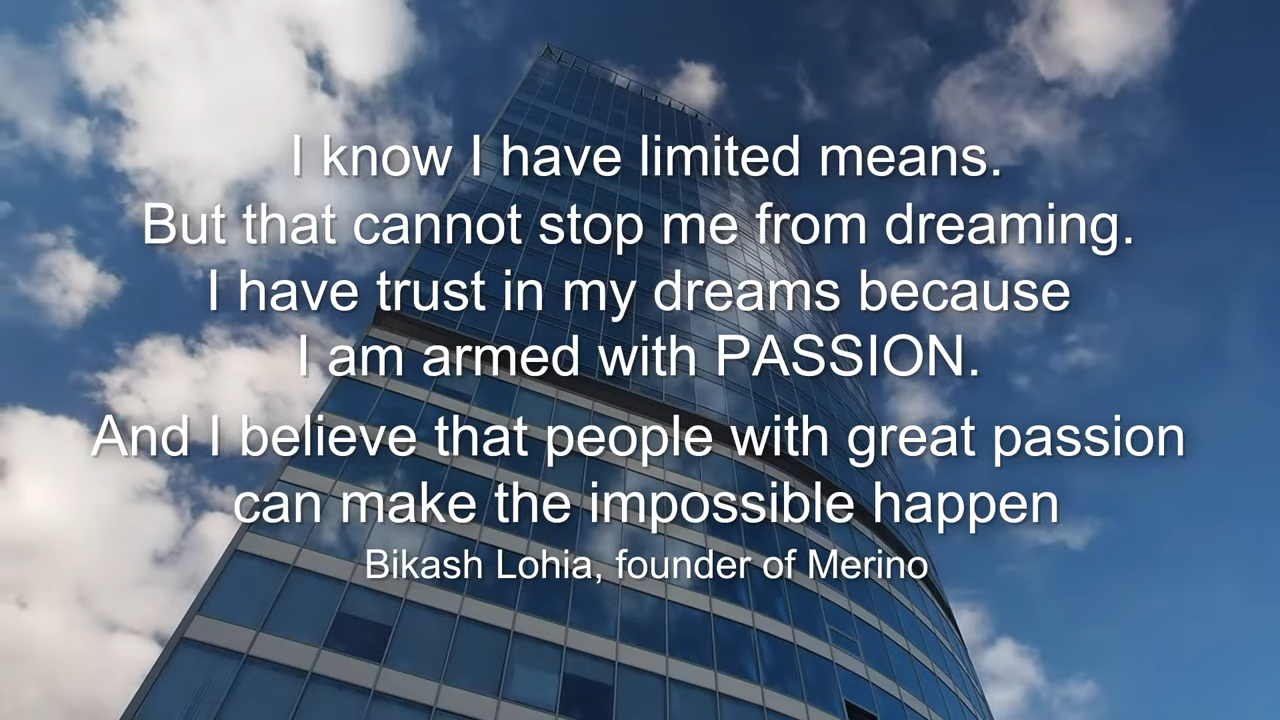 I know I have limited means.
But that cannot stop me from dreaming.
I have trust in my dreams because
I am armed with PASSION.
And I believe that people with great passion
can make the impossible happen
Bikash Lohia, founder of Merino